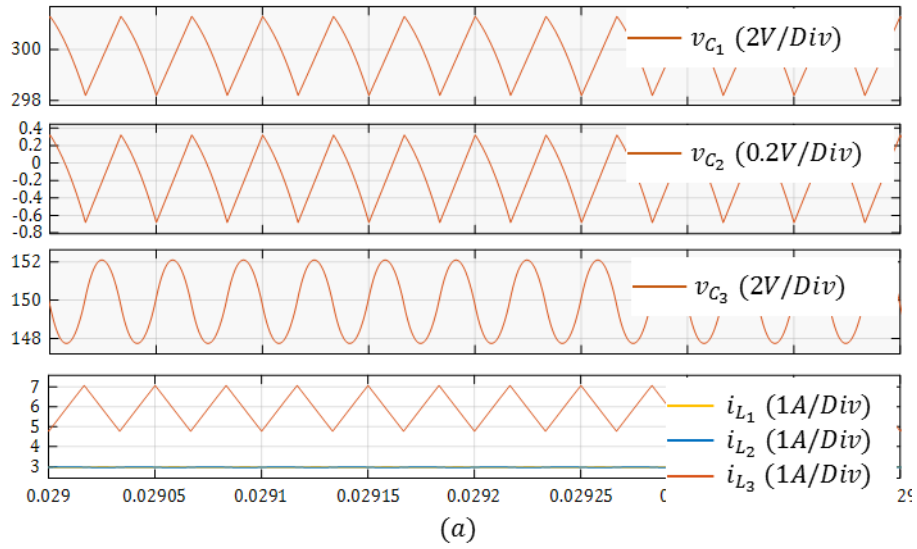 300
298
v_{C_1} (2V/Div)
0.4
0.2
0
-0.2
-0.4
-0.6
-0.8
v_{C_2} (0.2V/Div)
152
150
148
v_{C_3} (2V/Div)
7
6
5
4
3
i_{L_1} (1A/Div)
i_{L_2} (1A/Div)
i_{L_3} (1A/Div)
0.029 0.02905 0.0291 0.02915 0.0292 0.02925 0 29
(a)